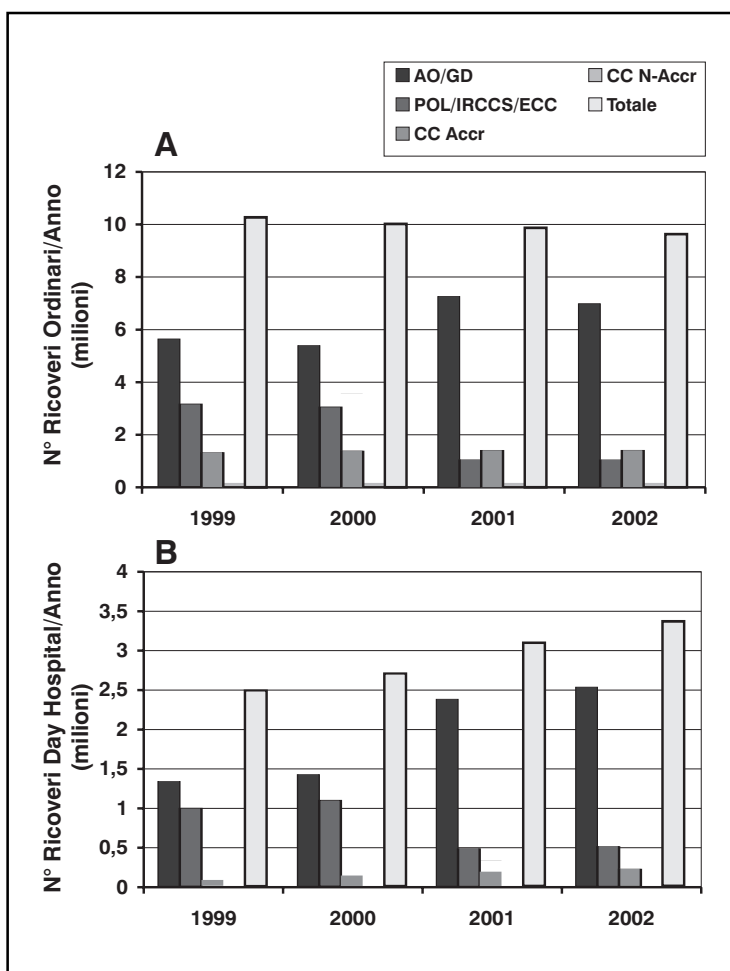 AO/GD CC N-Accr
POL/IRCCS/ECC Totale
CC Accr
A
N° Ricoveri Ordinari/Anno
(milioni)
12
10
8
6
4
2
0
1999 2000 2001 2002
B
N° Ricoveri Day Hospital/Anno
(milioni)
4
3,5
3
2,5
2
1,5
1
0,5
0
1999 2000 2001 2002